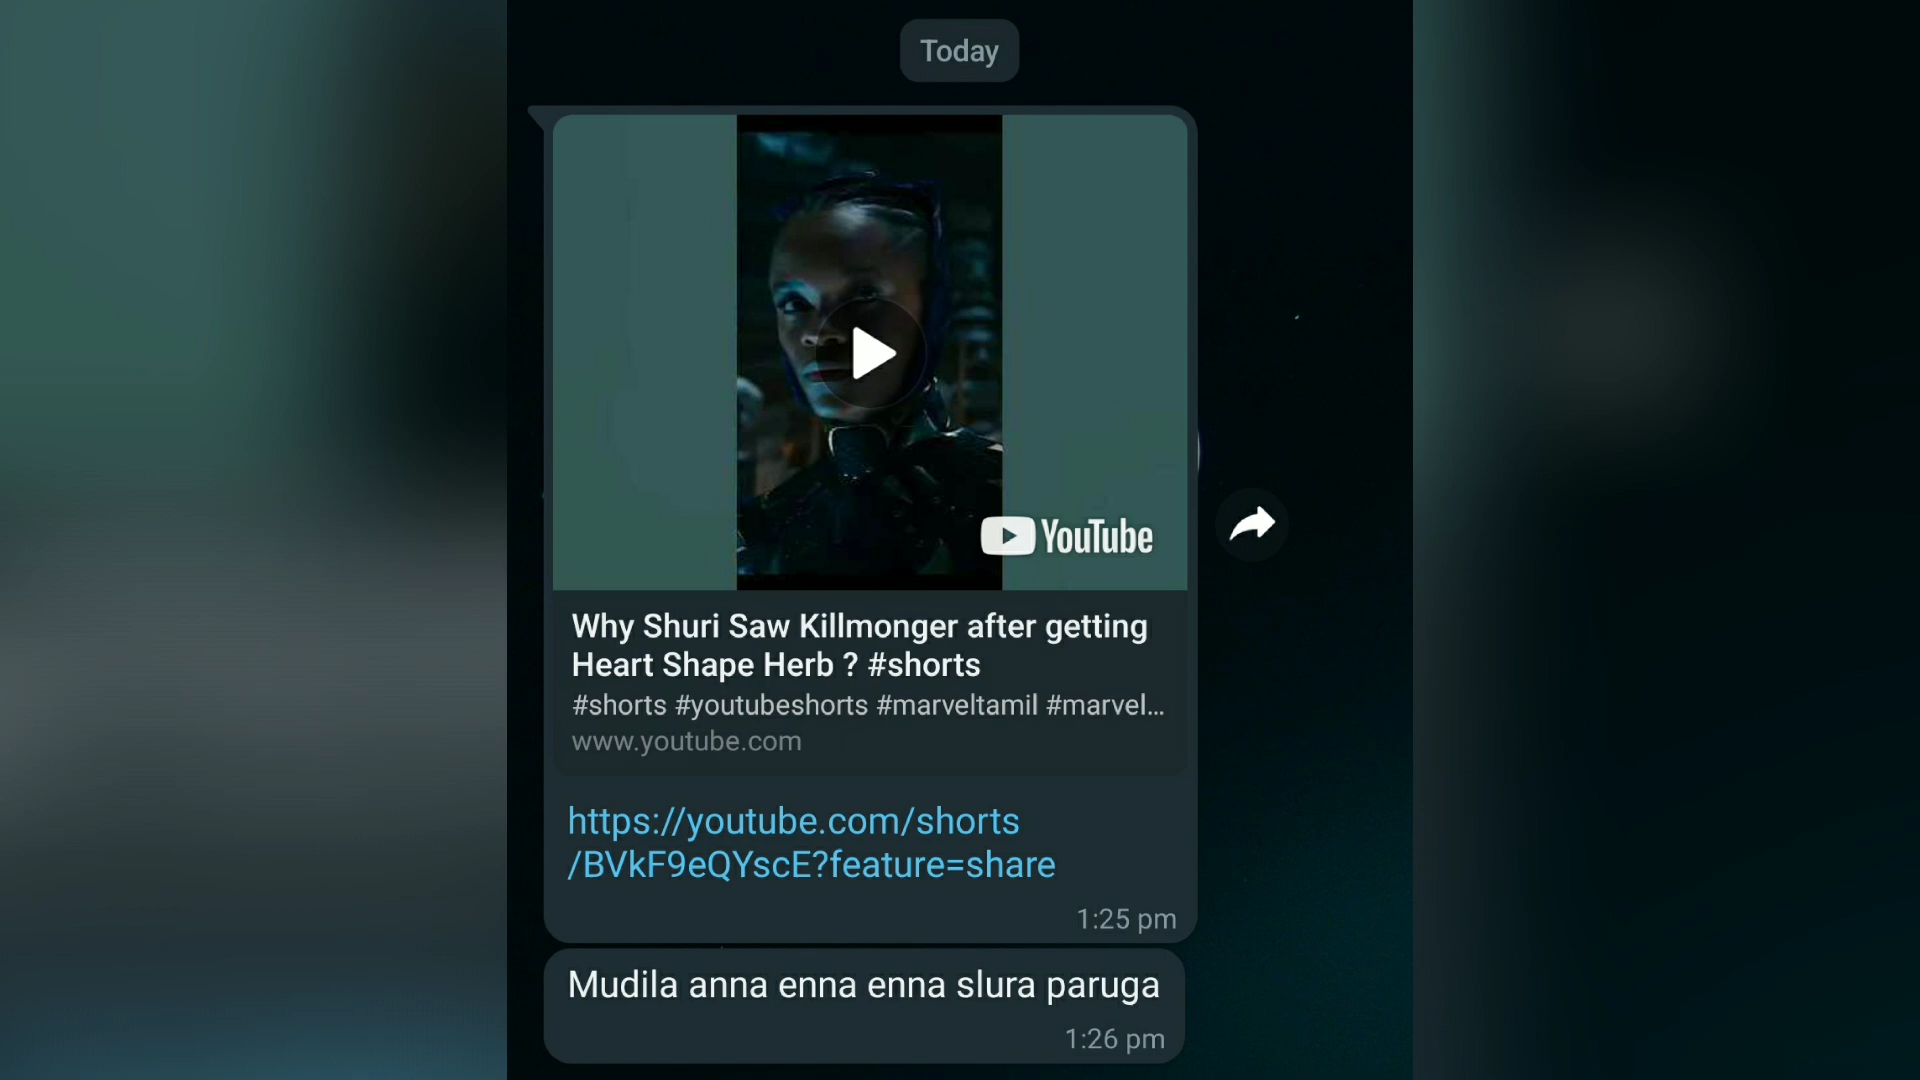 Today
YouTube
Why Shuri Saw Killmonger after getting
Heart Shape Herb ? #shorts
#shorts #youtubeshorts #marveltamil #marvel...
www.youtube.com
https://youtube.com/shorts
/BVkF9eQYscE?feature=share
1:25 pm
Mudila anna enna enna slura paruga
1:26 pm